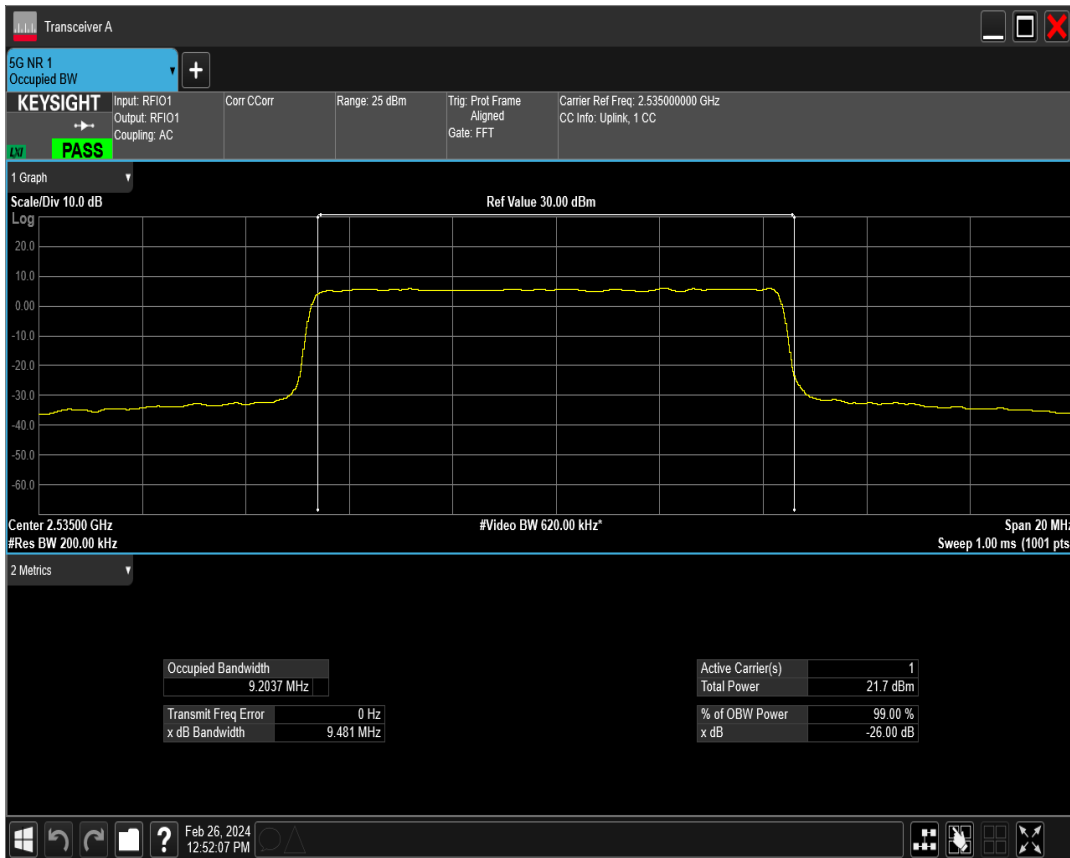 Transceiver A
5G NR 1
Occupied BW
+
KEYSIGHT
LXI
PASS
Input: RFIO1
Output: RFIO1
Coupling: AC
Corr CCorr
Range: 25 dBm
Trig: Prot Frame
Aligned
Gate: FFT
Carrier Ref Freq: 2.535000000 GHz
CC Info: Uplink, 1 CC
1 Graph
Scale/Div 10.0 dB
Ref Value 30.00 dBm
Log
20.0
10.0
0.00
-10.0
-20.0
-30.0
-40.0
-50.0
-60.0
Center 2.53500 GHz
#Video BW 620.00 kHz*
Span 20 MHz
#Res BW 200.00 kHz
Sweep 1.00 ms (1001 pts
2 Metrics
Occupied Bandwidth
9.2037 MHz
Transmit Freq Error 0 Hz
x dB Bandwidth 9.481 MHz
Active Carrier(s) 1
Total Power 21.7 dBm
% of OBW Power 99.00 %
x dB -26.00 dB
?
Feb 26, 2024
12:52:07 PM